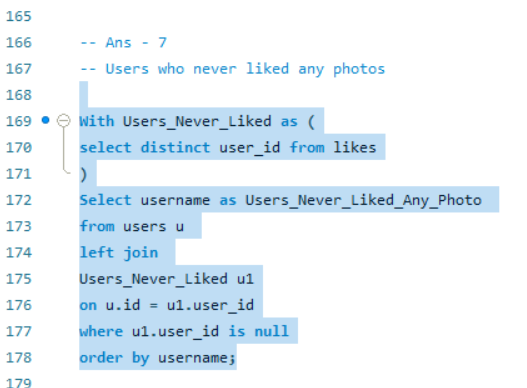 165
166 -- Ans - 7
167 -- Users who never liked any photos
168
169 With Users_Never_Liked as (
170 select distinct user_id from likes
171 )
172 Select username as Users_Never_Liked_Any_Photo
173 from users u
174 left join
175 Users_Never_Liked u1
176 on u.id = u1.user_id
177 where u1.user_id is null
178 order by username;
179